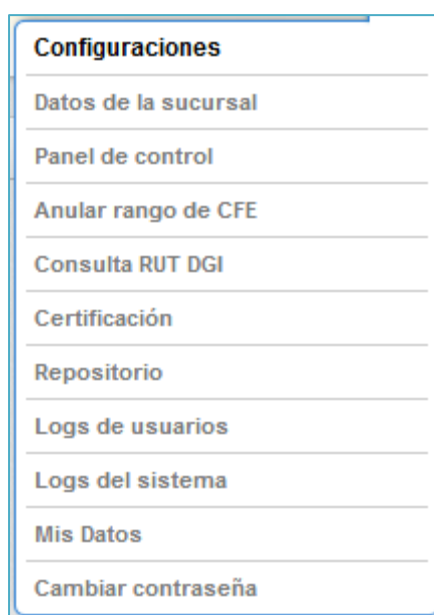 Configuraciones
Datos de la sucursal
Panel de control
Anular rango de CFE
Consulta RUT DGI
Certificación
Repositorio
Logs de usuarios
Logs del sistema
Mis Datos
Cambiar contraseña